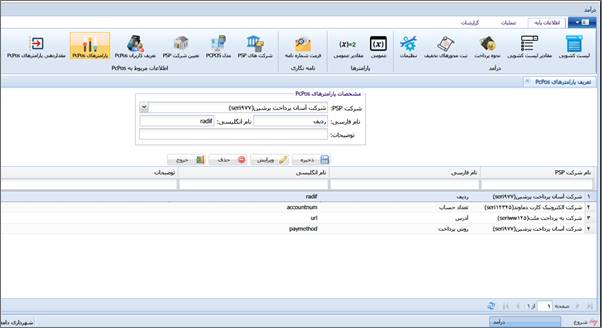 درآمد
اطلاعات پایه
عملیات
گزارشات
لیست کشویی
مقادیر لیست کشویی
نحوه پرداخت
ثبت محورهای تخفیف
تنظیمات
درآمد
عمومی
مقادیر عمومی
پارامترها
فرمت شماره نامه
نامه نگاری
شرکت های PSP
مدل PCPOS
تعیین شرکت PSP
تعریف کاربران PcPos
پارامترهای PcPos
مقداردهی پارامترهای PcPos
اطلاعات مربوط به PcPos
تعریف پارامترهای PcPos
مشخصات پارامترهای PcPos
شرکت PSP: شرکت آسان پرداخت پرشین(seri۹۷۷)
نام فارسی: ردیف نام انگلیسی: radif
توضیحات:
ذخیره ویرایش حذف خروج
نام شرکت PSP نام فارسی نام انگلیسی توضیحات
۱ شرکت آسان پرداخت پرشین(seri۹۷۷) ردیف radif
۲ شرکت الکترونیک کارت دماوند(seri۱۲۳۴۵) تعداد حساب accountnum
۳ شرکت به پرداخت ملت(seriww۱۲۵) آدرس url
۴ شرکت آسان پرداخت پرشین(seri۹۷۷) روش پرداخت paymethod
صفحه ۱ از ۱
شروع
درآمد
شهرداری